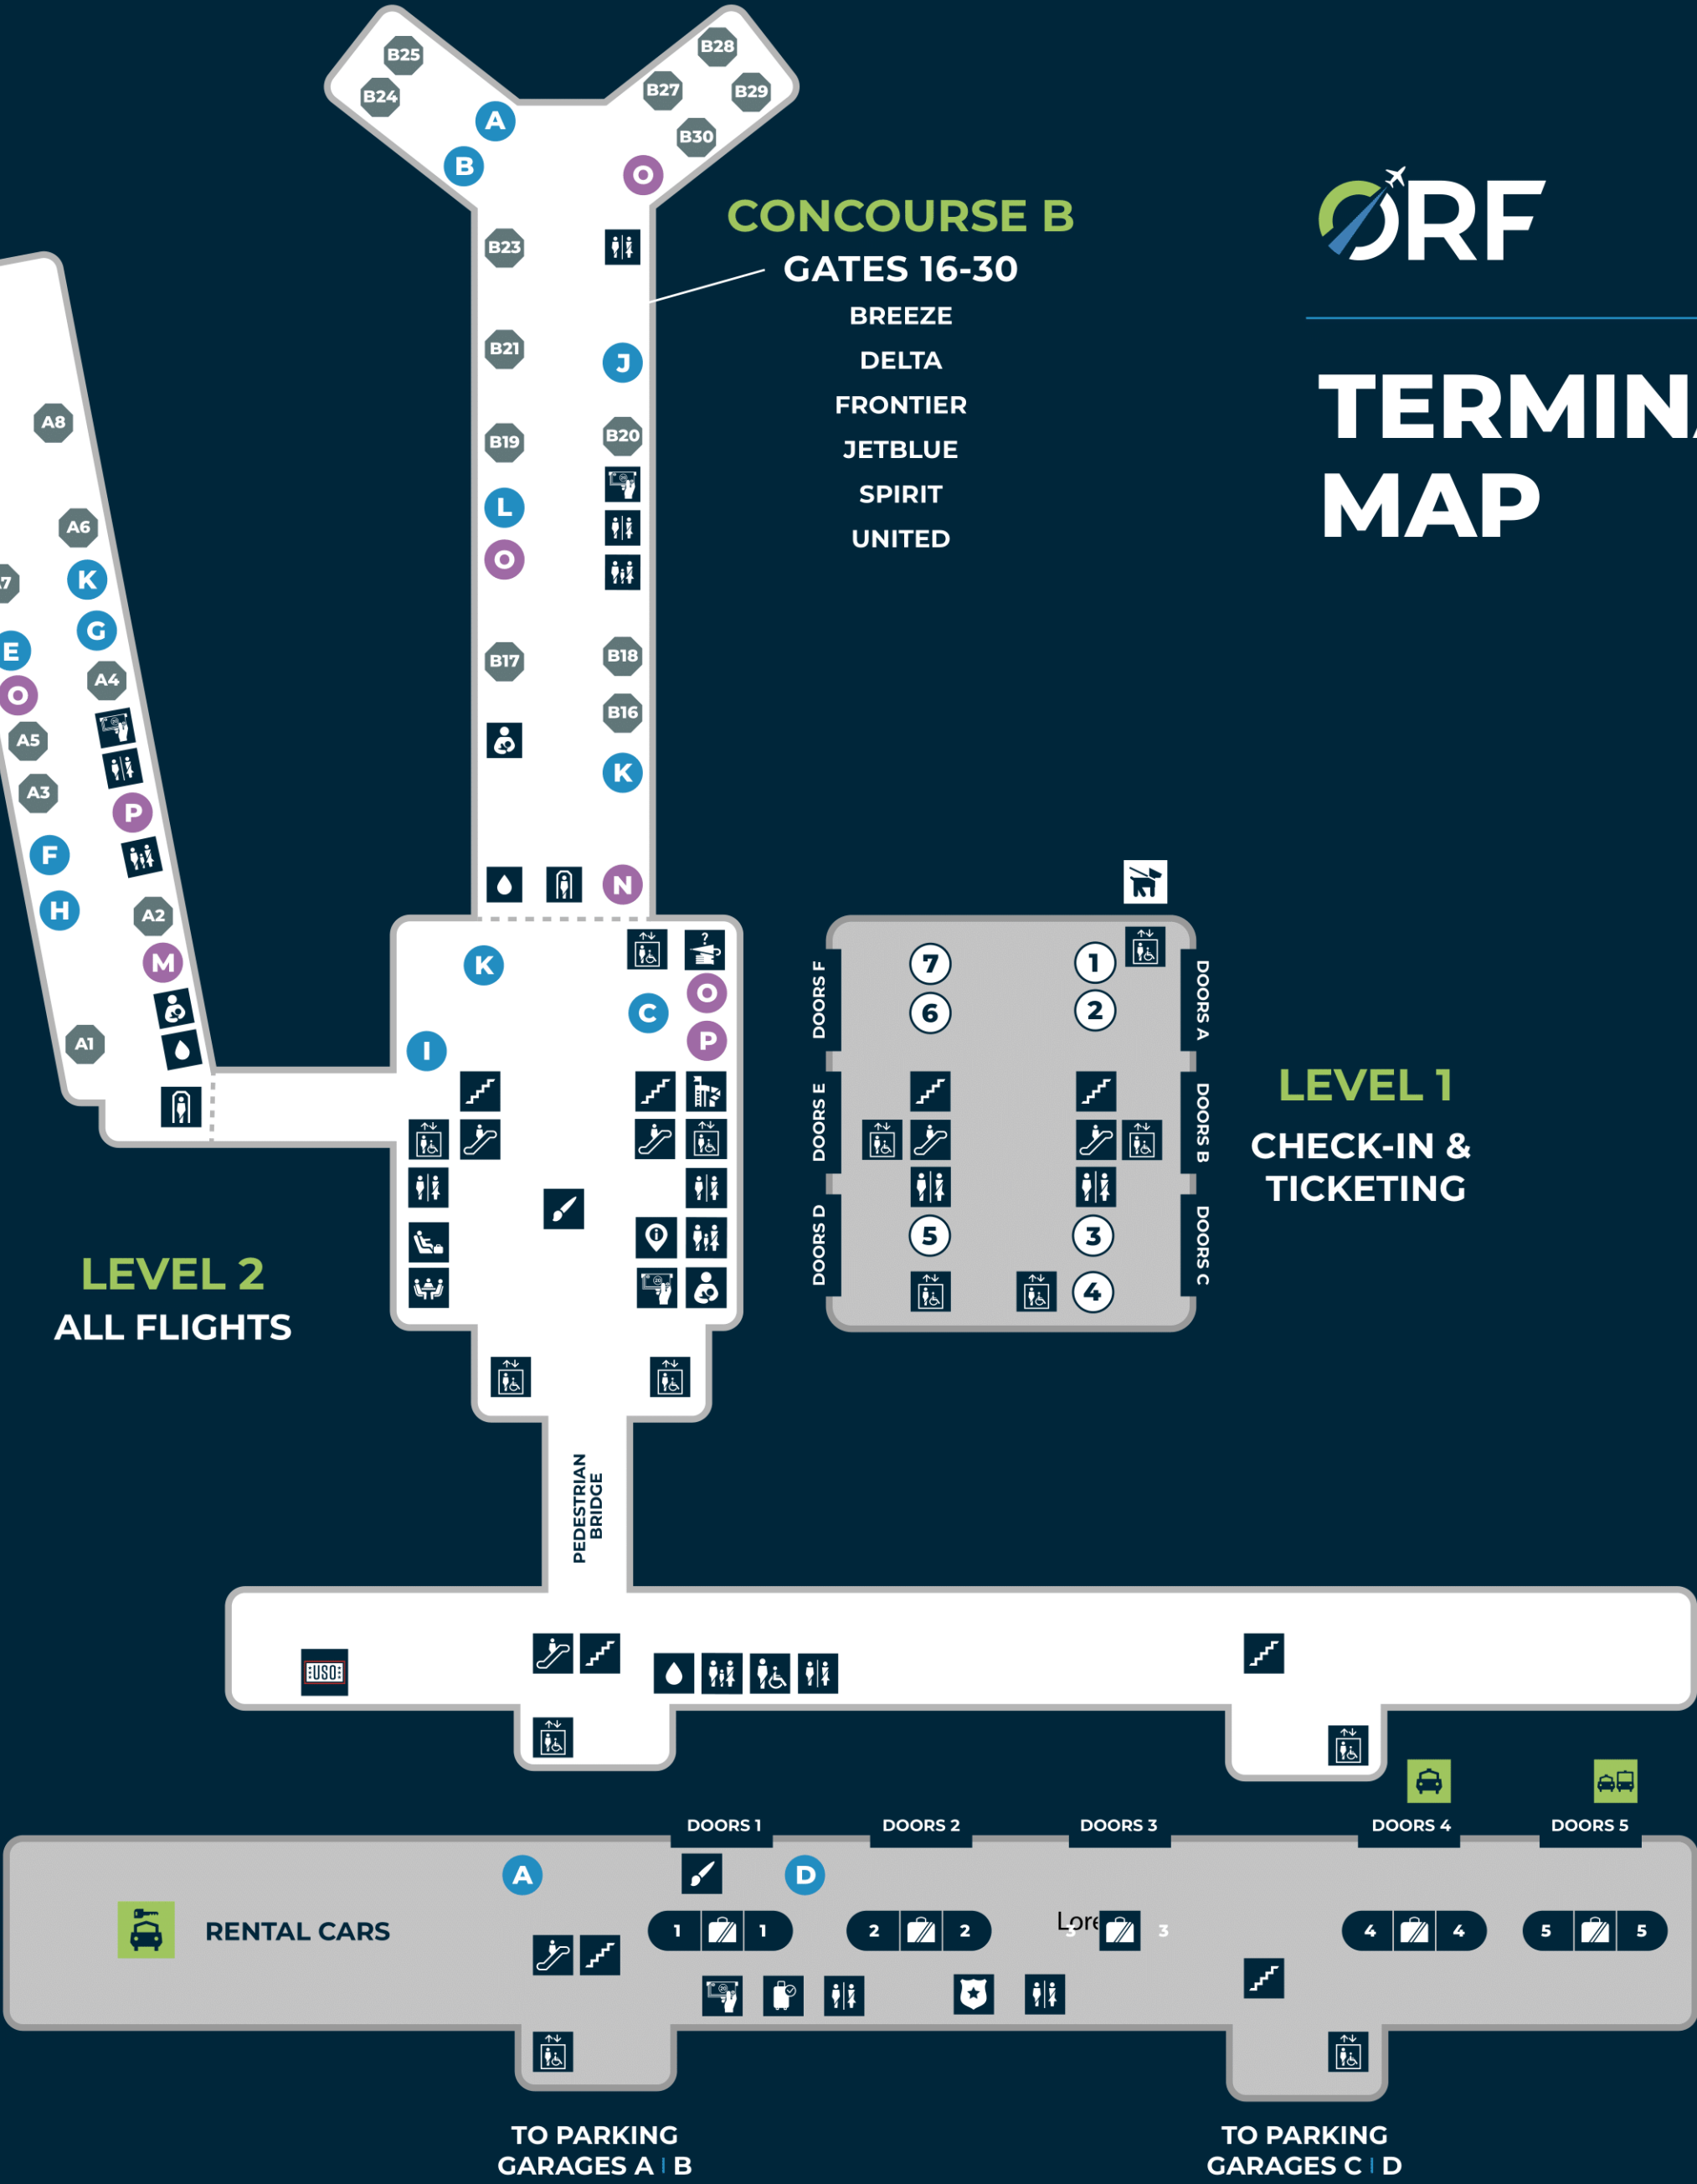 B25
B28
B24
B27
B29
A
B30
B
O
CONCOURSE B
B23
GATES 16-30
BREEZE
B21
J
DELTA
FRONTIER
B19
B20
JETBLUE
L
SPIRIT
O
UNITED
B17
B18
B16
K
N
ORF
TERMINA
MAP
A8
A6
7
K
G
E
O
A4
A5
A3
P
F
H
A2
M
A1
K
O
C
P
I
?
LEVEL 2
ALL FLIGHTS
DOORS F
7
1
DOORS A
6
2
DOORS E
DOORS B
DOORS D
5
3
DOORS C
4
LEVEL 1
CHECK-IN &
TICKETING
PEDESTRIAN
BRIDGE
USO
DOORS 1
DOORS 2
DOORS 3
DOORS 4
DOORS 5
A
D
RENTAL CARS
1 1
2 2
Lore
3 3
4 4
5 5
TO PARKING
GARAGES A | B
TO PARKING
GARAGES C | D